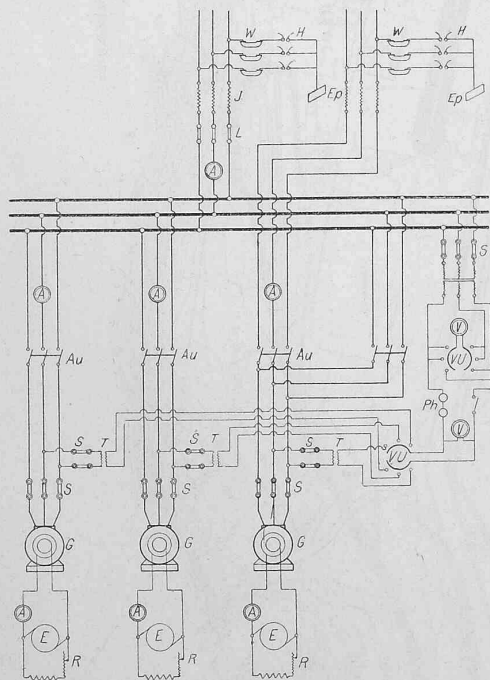 W H W H
J Ep Ep
L
A
S
A A A V
Au Au Au VU
Ph
V
S T S T S T
VU
S S S
G G G
A A A
E E E
R R R